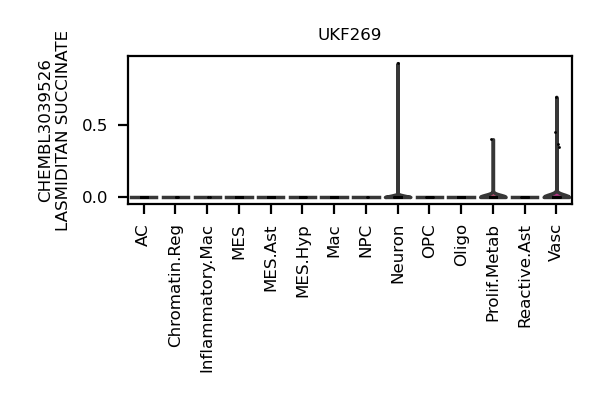 UKF269
CHEMBL3039526
LASMIDITAN SUCCINATE
0.5
0.0
AC
Chromatin.Reg
Inflammatory.Mac
MES
MES.Ast
MES.Hyp
Mac
NPC
Neuron
OPC
Oligo
Prolif.Metab
Reactive.Ast
Vasc